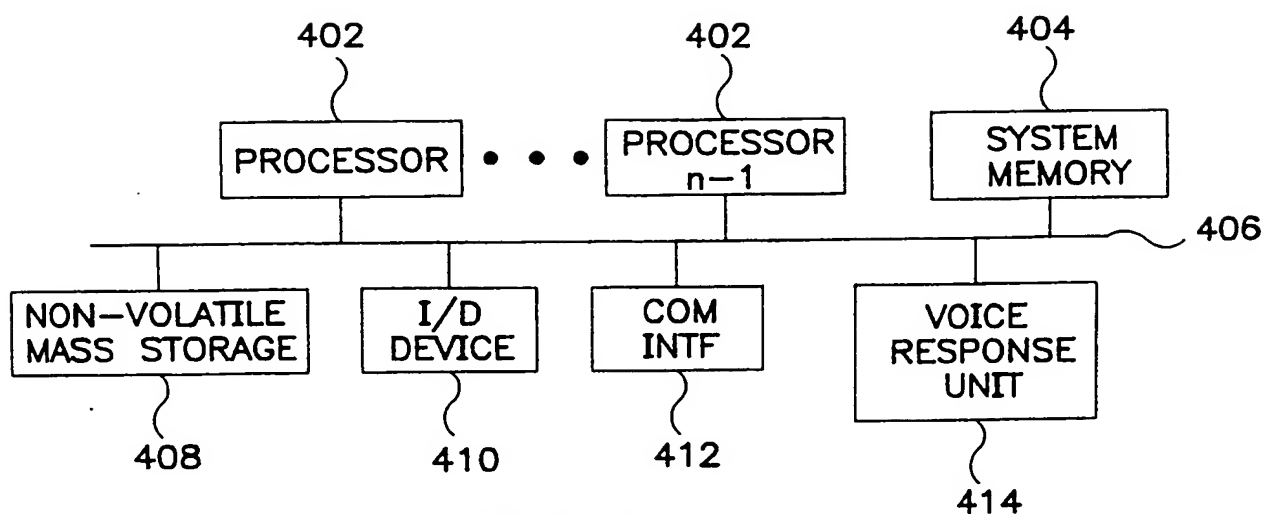 402
402
404
PROCESSOR
PROCESSOR
n-1
SYSTEM
MEMORY
406
NON-VOLATILE
MASS STORAGE
I/D
DEVICE
COM
INTF
VOICE
RESPONSE
UNIT
408
410
412
414